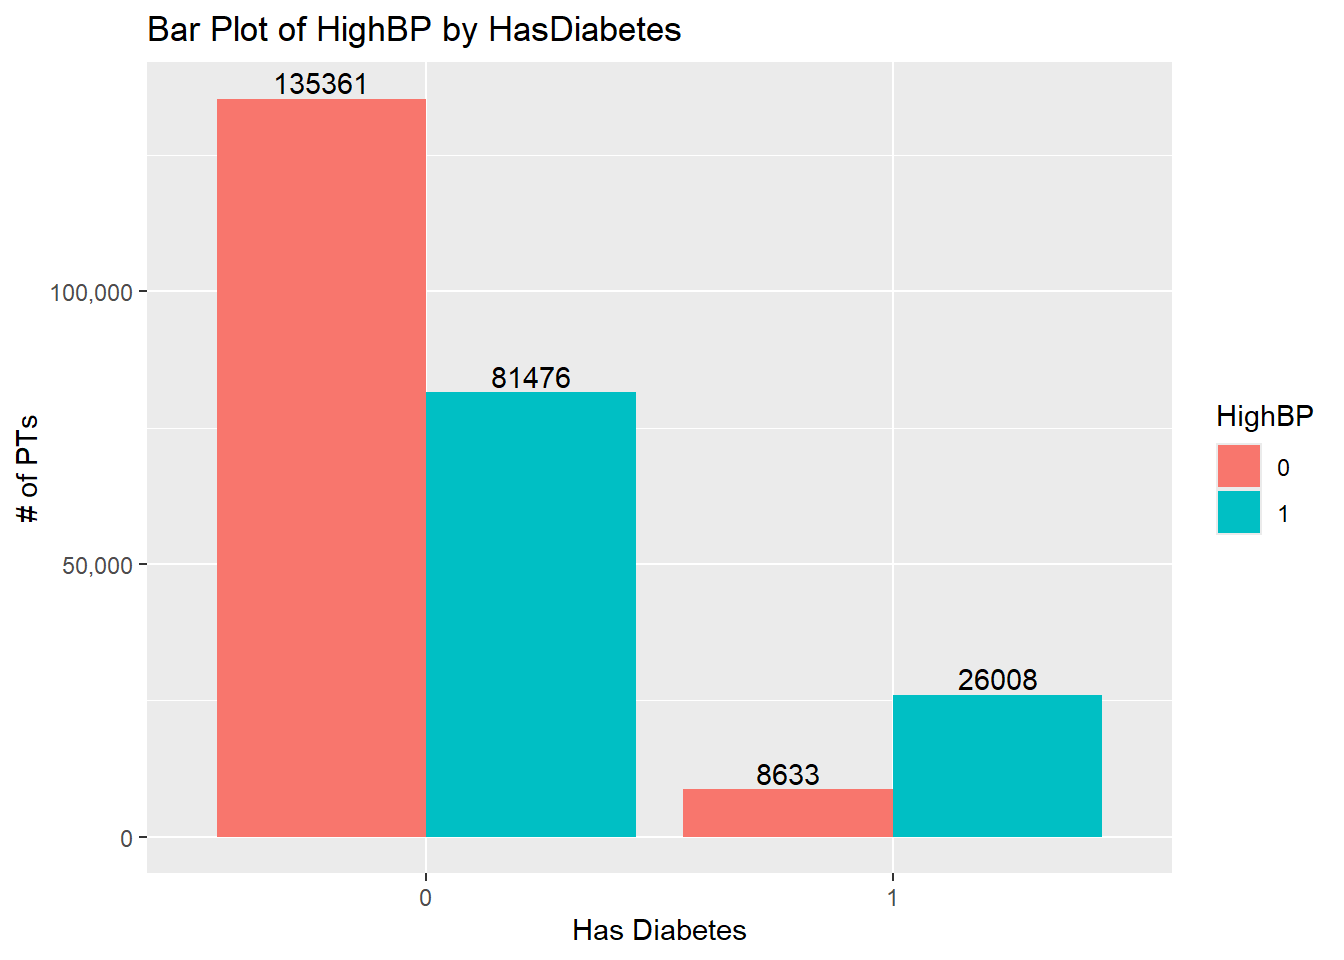 Bar Plot of HighBP by HasDiabetes
135361
81476
8633
26008
100,000
50,000
0
# of PTs
0
1
Has Diabetes
HighBP
0
1